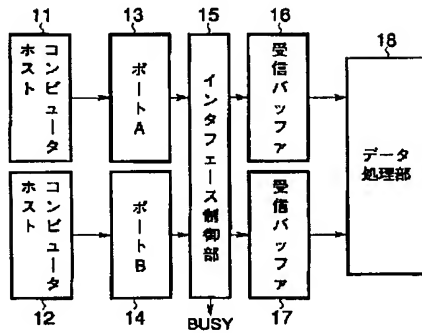 11
13
15
16
18
ホスト
コンピュータ
ポートA
インタフェース制御部
受信バッファ
データ
処理部
ホスト
コンピュータ
ポートB
受信バッファ
12
14
BUSY
17